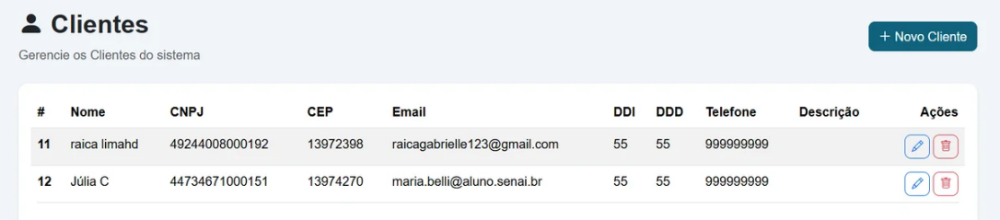 Clientes
Gerencie os Clientes do sistema
+ Novo Cliente
# Nome CNPJ CEP Email DDI DDD Telefone Descrição Ações
11 raica limahd 49244008000192 13972398 raicagabrielle123@gmail.com 55 55 999999999
12 Júlia C 44734671000151 13974270 maria.belli@aluno.senai.br 55 55 999999999